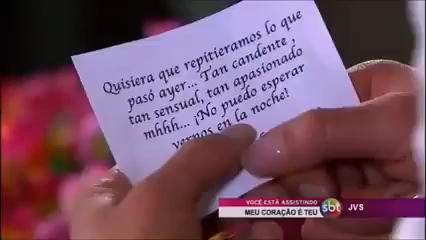 Quisiera que repitieramos lo que
pasó ayer... Tan candente ,
tan sensual, tan apasionado
mhhh... ¡No puedo esperar
vernos en la noche!
VOCÊ ESTÁ ASSISTINDO
MEU CORAÇÃO É TEU
sbt
JVS